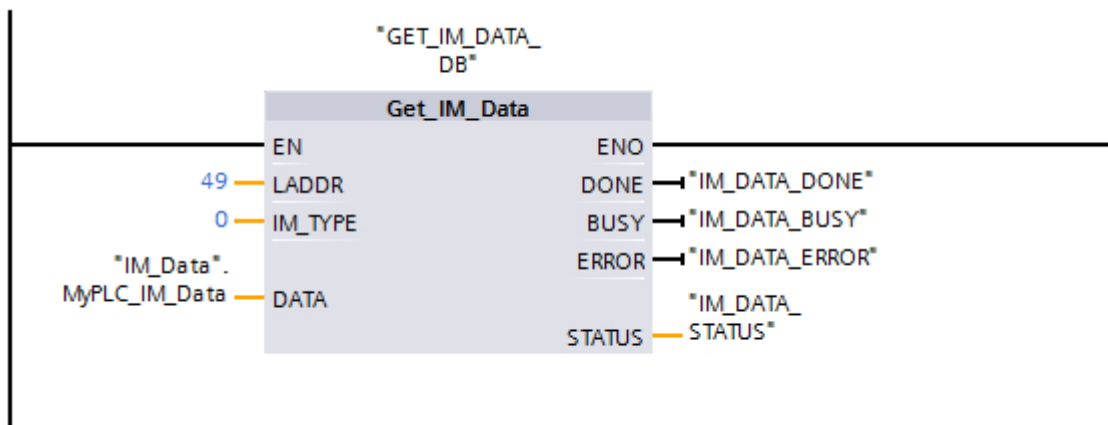 "GET_IM_DATA_
DB"
Get_IM_Data
EN ENO
49 LADDR DONE "IM_DATA_DONE"
0 IM_TYPE BUSY "IM_DATA_BUSY"
ERROR "IM_DATA_ERROR"
"IM_Data".
MyPLC_IM_Data DATA
"IM_DATA_
STATUS STATUS"